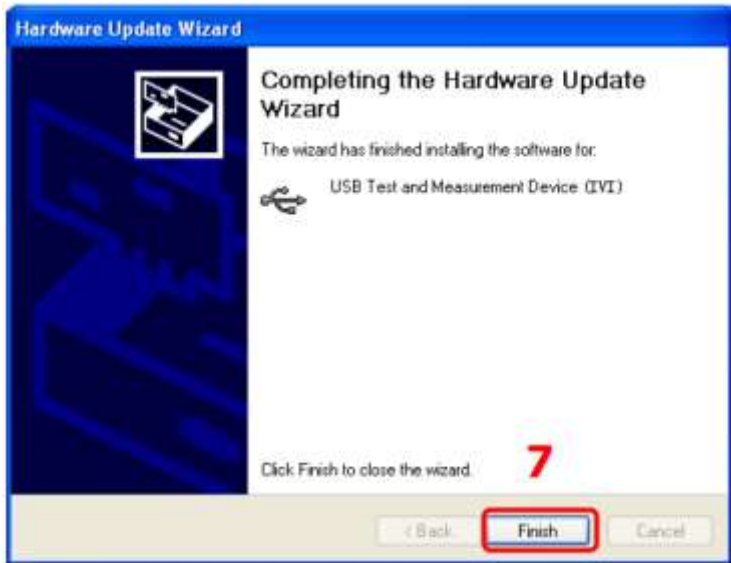 Hardware Update Wizard
Completing the Hardware Update
Wizard
The wizard has finished installing the software for:
USB Test and Measurement Device (IVI)
Click Finish to close the wizard.
7
< Back
Finish
Cancel